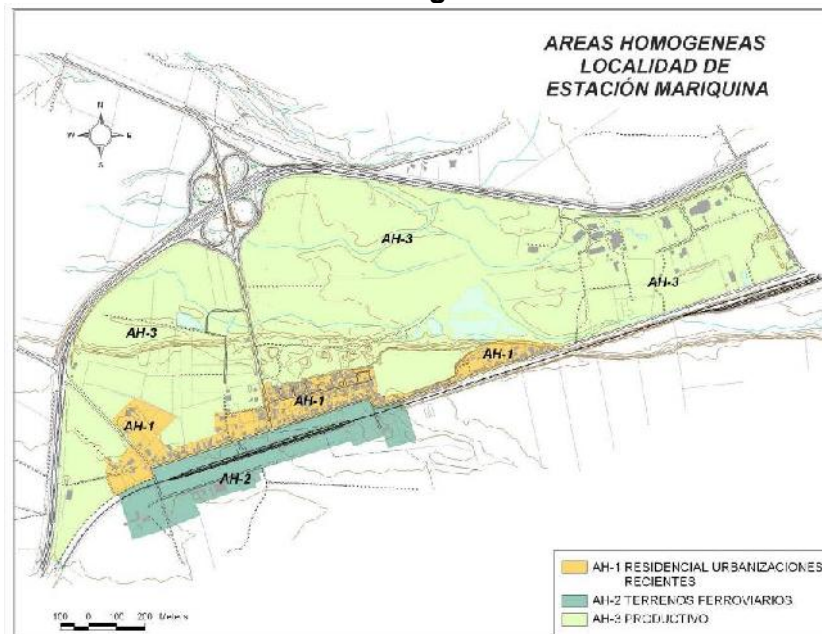 AREAS HOMOGENEAS
LOCALIDAD DE
ESTACIÓN MARIQUINA
N
W
E
S
AH-3
AH-3
AH-3
AH-1
AH-1
AH-1
AH-2
AH-1 RESIDENCIAL URBANIZACIONES
RECIENTES
AH-2 TERRENOS FERROVIARIOS
AH-3 PRODUCTIVO
100 0 100 200 Meters